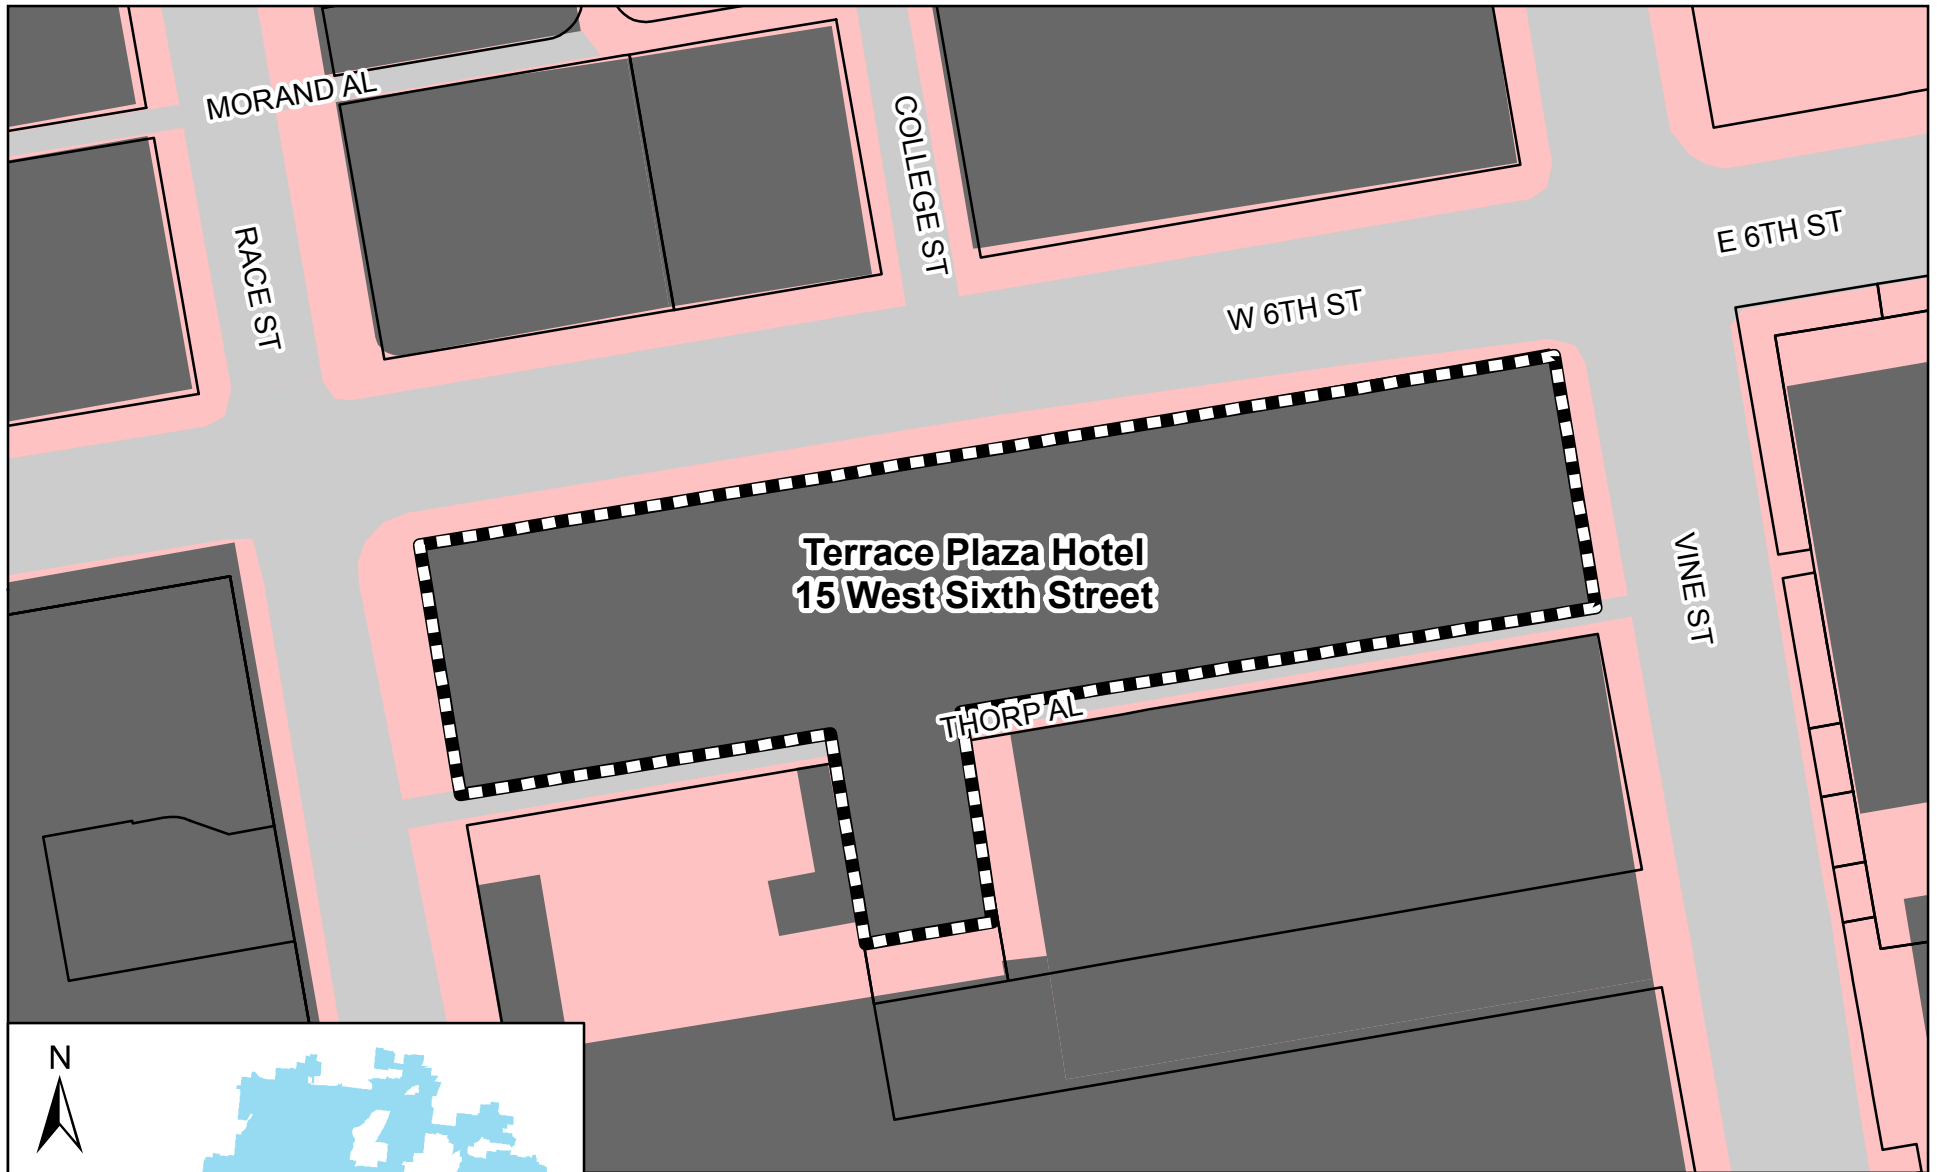 MORAND AL
COLLEGE ST
RACE ST
E 6TH ST
W 6TH ST
Terrace Plaza Hotel
15 West Sixth Street
VINE ST
THORP AL
N